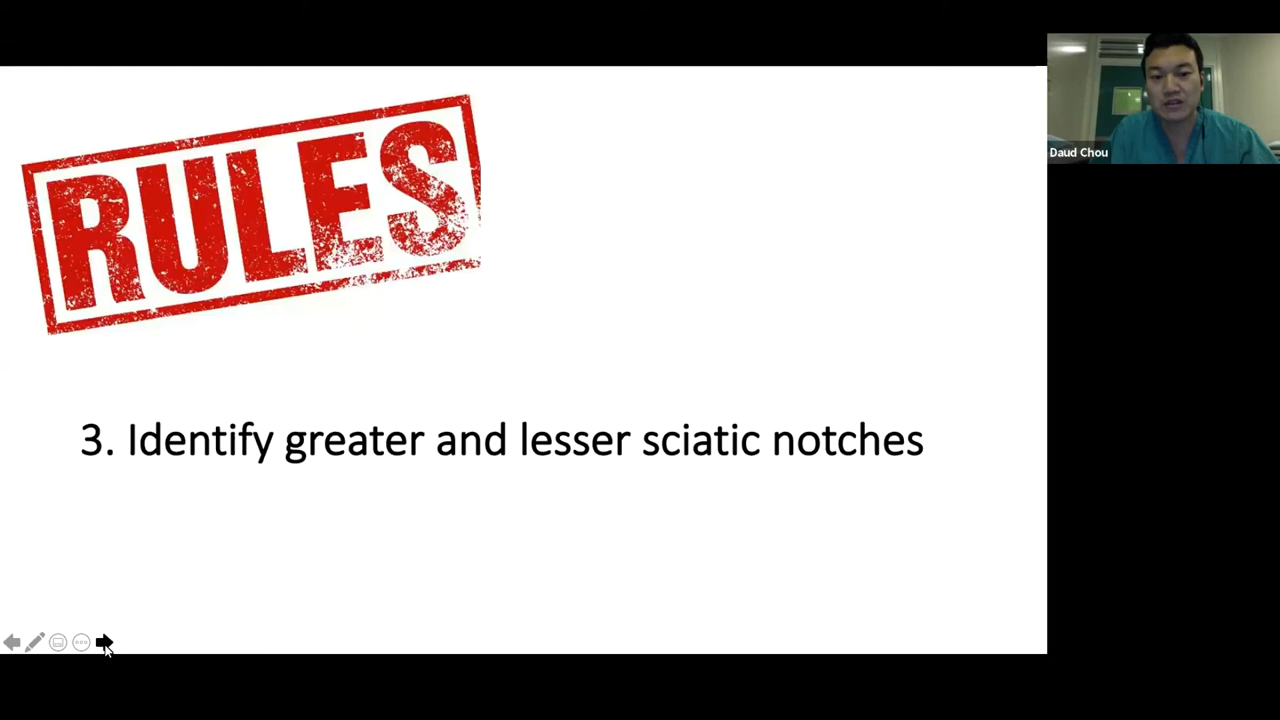 RULES
Daud Chou
3. Identify greater and lesser sciatic notches